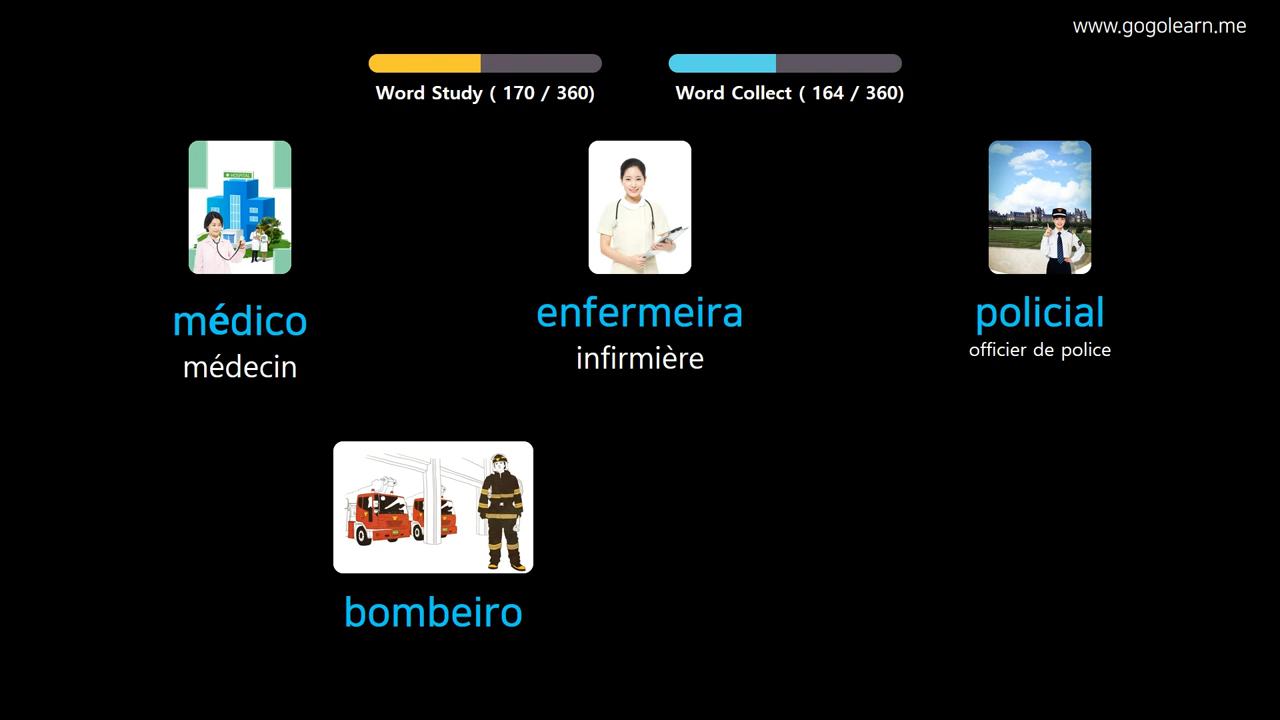 www.gogolearn.me
Word Study ( 170 / 360)
Word Collect ( 164 / 360)
HOSPITAL
médico
médecin
enfermeira
infirmière
policial
officier de police
bombeiro